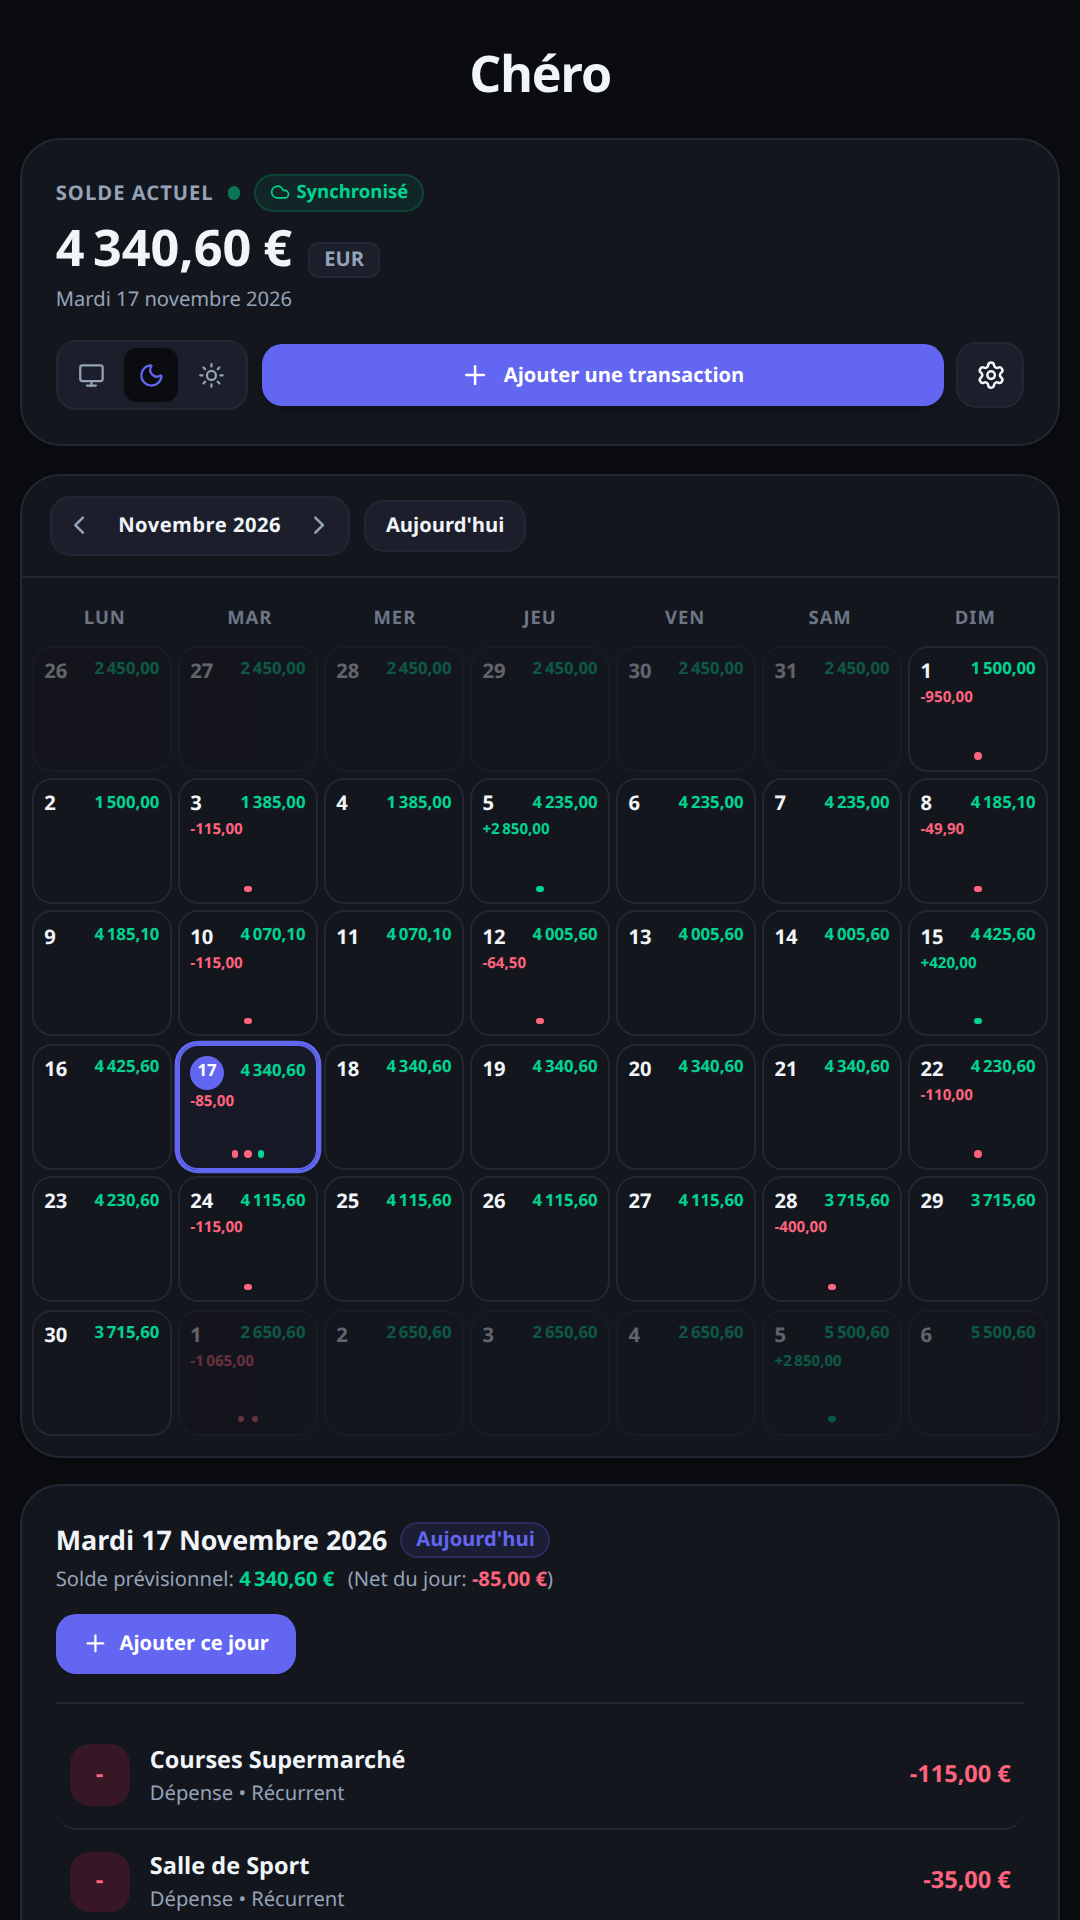 Chéro
SOLDE ACTUEL Synchronisé
4 340,60 € EUR
Mardi 17 novembre 2026
+ Ajouter une transaction
Novembre 2026 Aujourd'hui
LUN MAR MER JEU VEN SAM DIM
26 2 450,00 27 2 450,00 28 2 450,00 29 2 450,00 30 2 450,00 31 2 450,00 1 1 500,00
-950,00
2 1 500,00 3 1 385,00 4 1 385,00 5 4 235,00 6 4 235,00 7 4 235,00 8 4 185,10
-115,00 +2 850,00 -49,90
9 4 185,10 10 4 070,10 11 4 070,10 12 4 005,60 13 4 005,60 14 4 005,60 15 4 425,60
-115,00 -64,50 +420,00
16 4 425,60 17 4 340,60 18 4 340,60 19 4 340,60 20 4 340,60 21 4 340,60 22 4 230,60
-85,00 -110,00
23 4 230,60 24 4 115,60 25 4 115,60 26 4 115,60 27 4 115,60 28 3 715,60 29 3 715,60
-115,00 -400,00
30 3 715,60 1 2 650,60 2 2 650,60 3 2 650,60 4 2 650,60 5 5 500,60 6 5 500,60
-1 065,00 +2 850,00
Mardi 17 Novembre 2026 Aujourd'hui
Solde prévisionnel: 4 340,60 € (Net du jour: -85,00 €)
+ Ajouter ce jour
- Courses Supermarché -115,00 €
Dépense • Récurrent
- Salle de Sport -35,00 €
Dépense • Récurrent